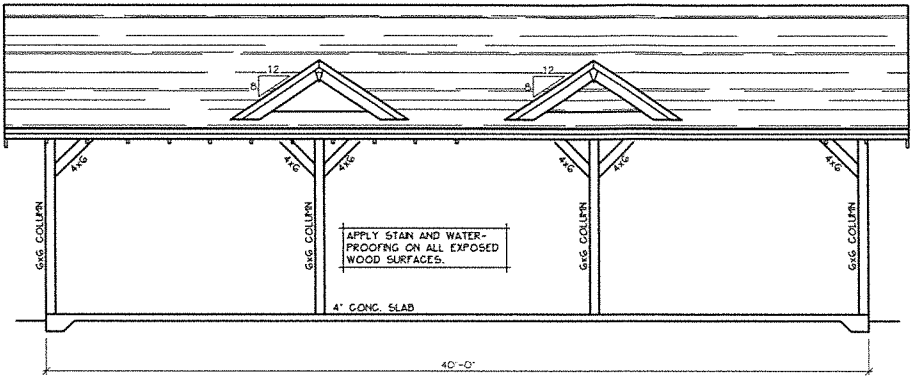 12
8
12
8
4x6
4x6
4x6
4x6
4x6
4x6
6x6 COLUMN
6x6 COLUMN
6x6 COLUMN
6x6 COLUMN
APPLY STAIN AND WATER-
PROOFING ON ALL EXPOSED
WOOD SURFACES.
4" CONC. SLAB
40'-0"